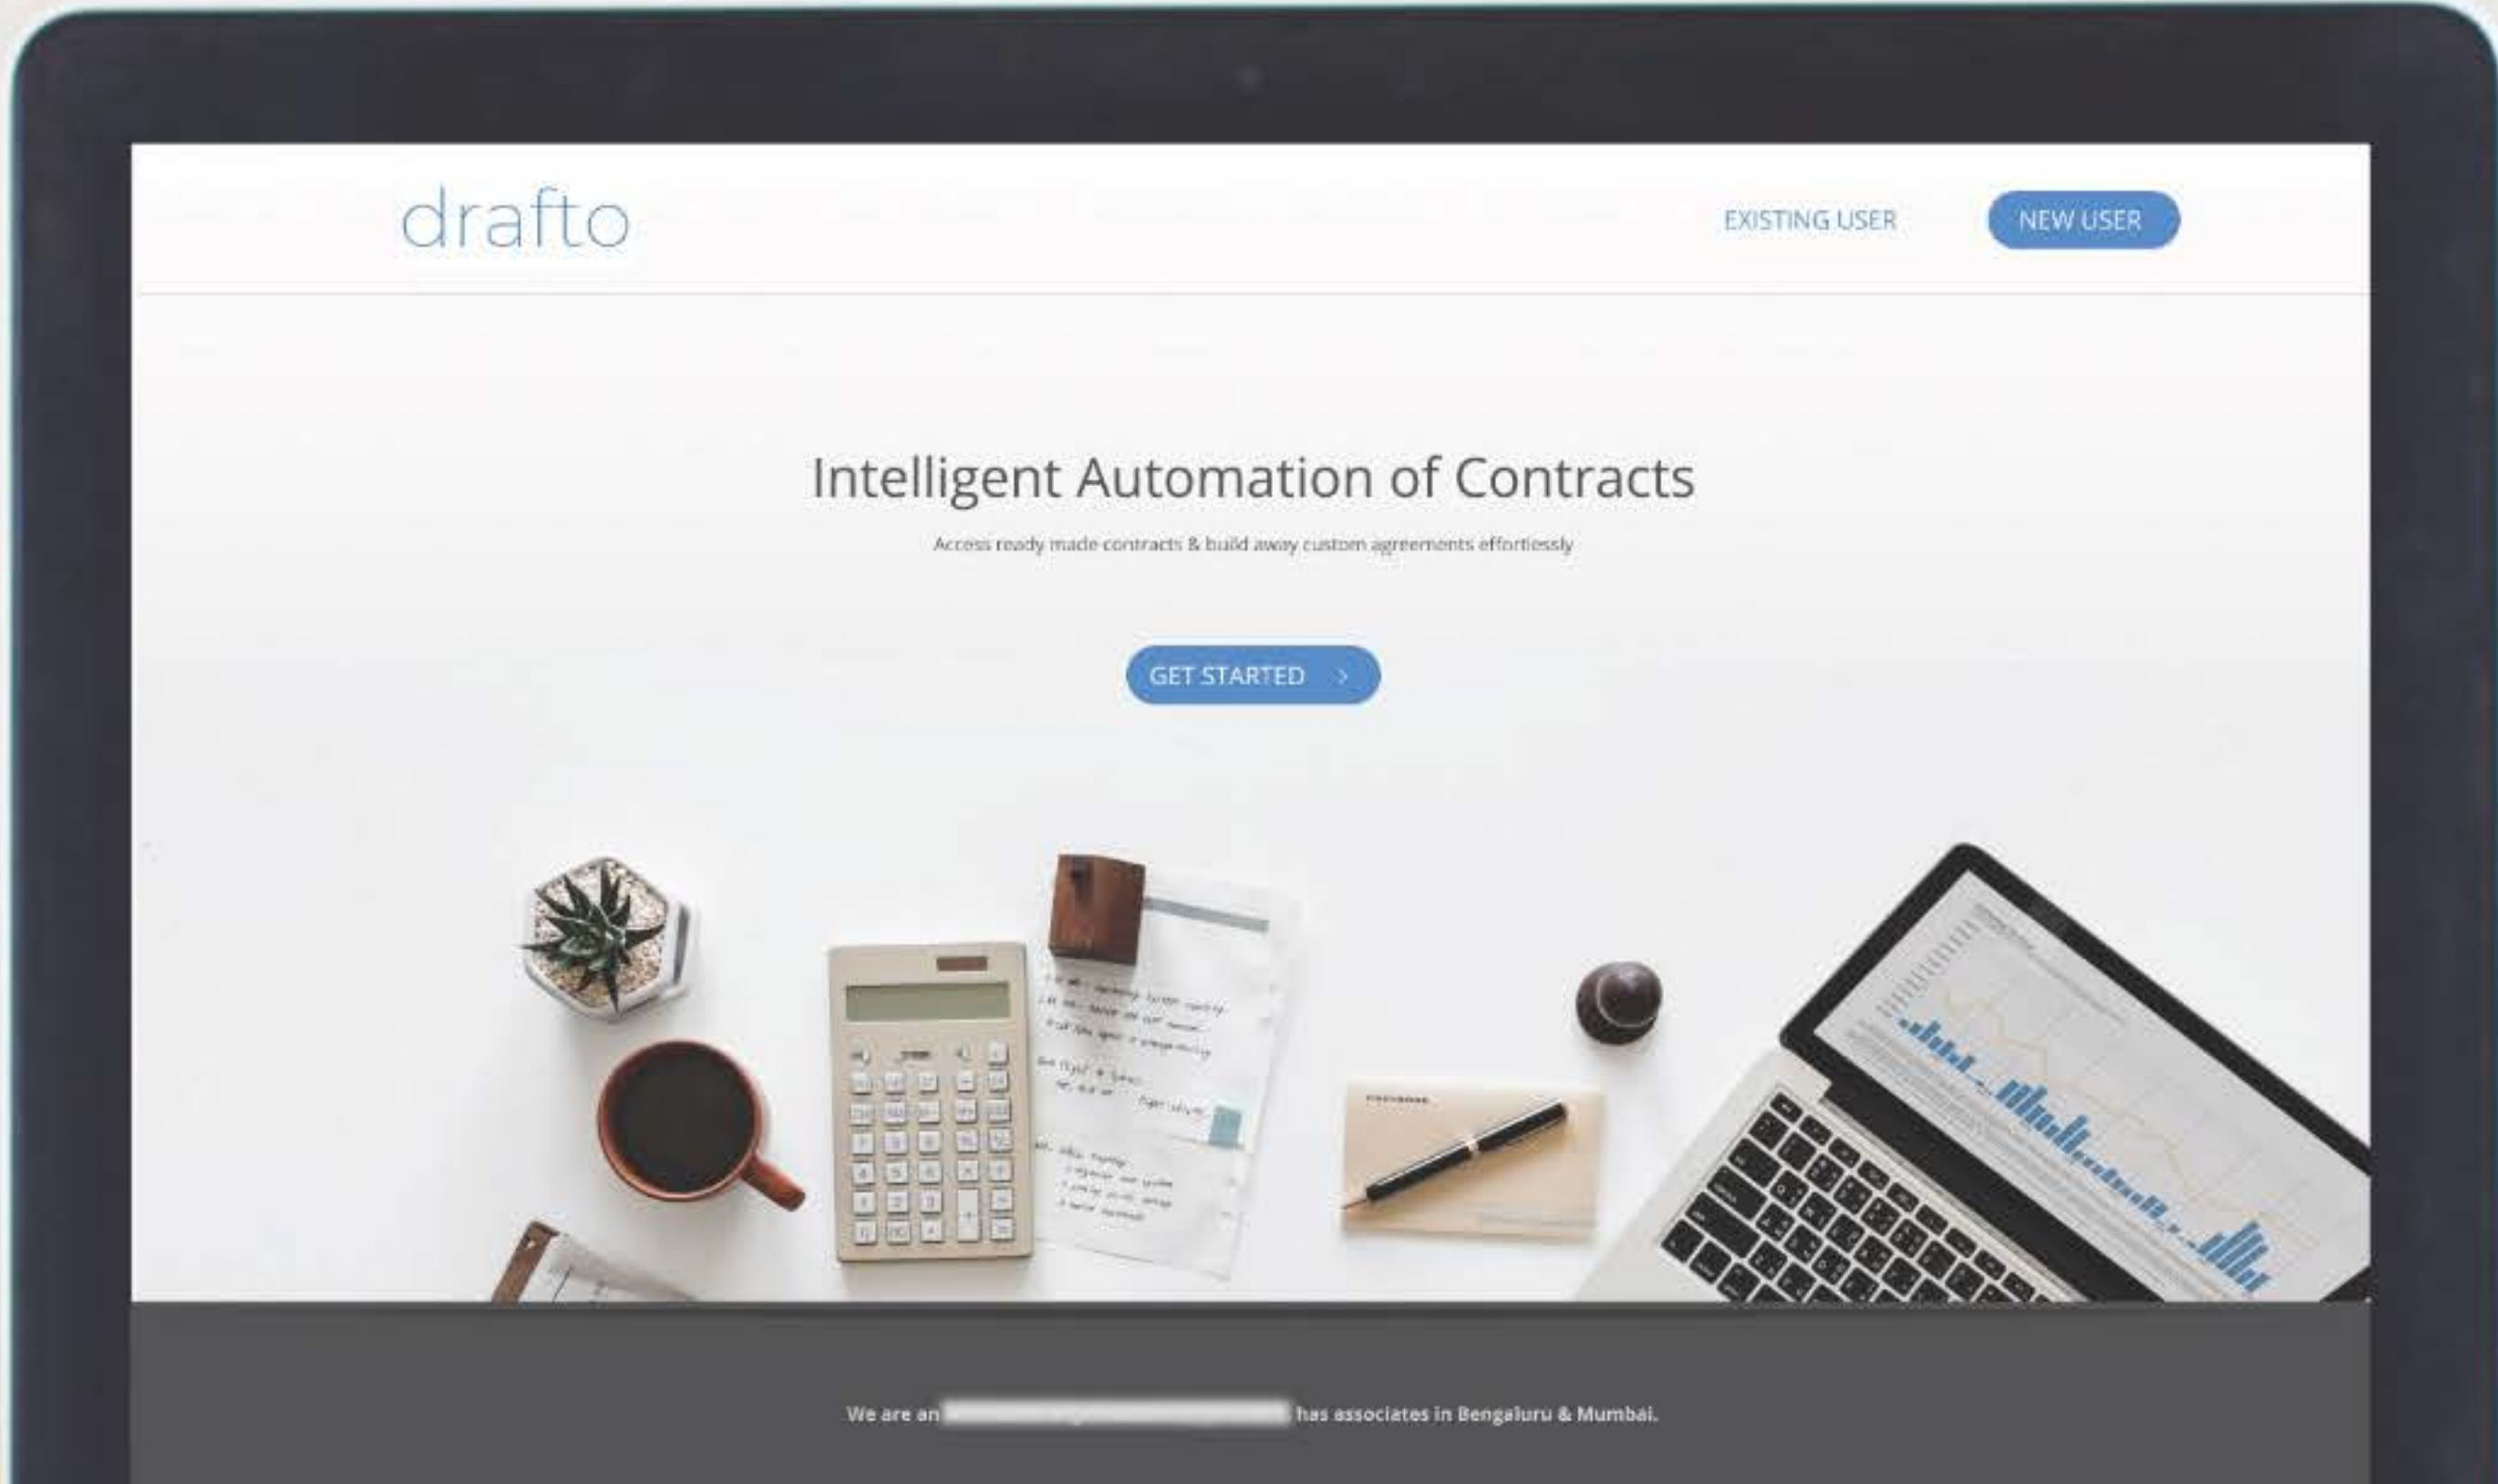 drafto
EXISTING USER
NEW USER
Intelligent Automation of Contracts
Access ready made contracts & build away custom agreements effortlessly
GET STARTED >
We are an
has associates in Bengaluru & Mumbai.